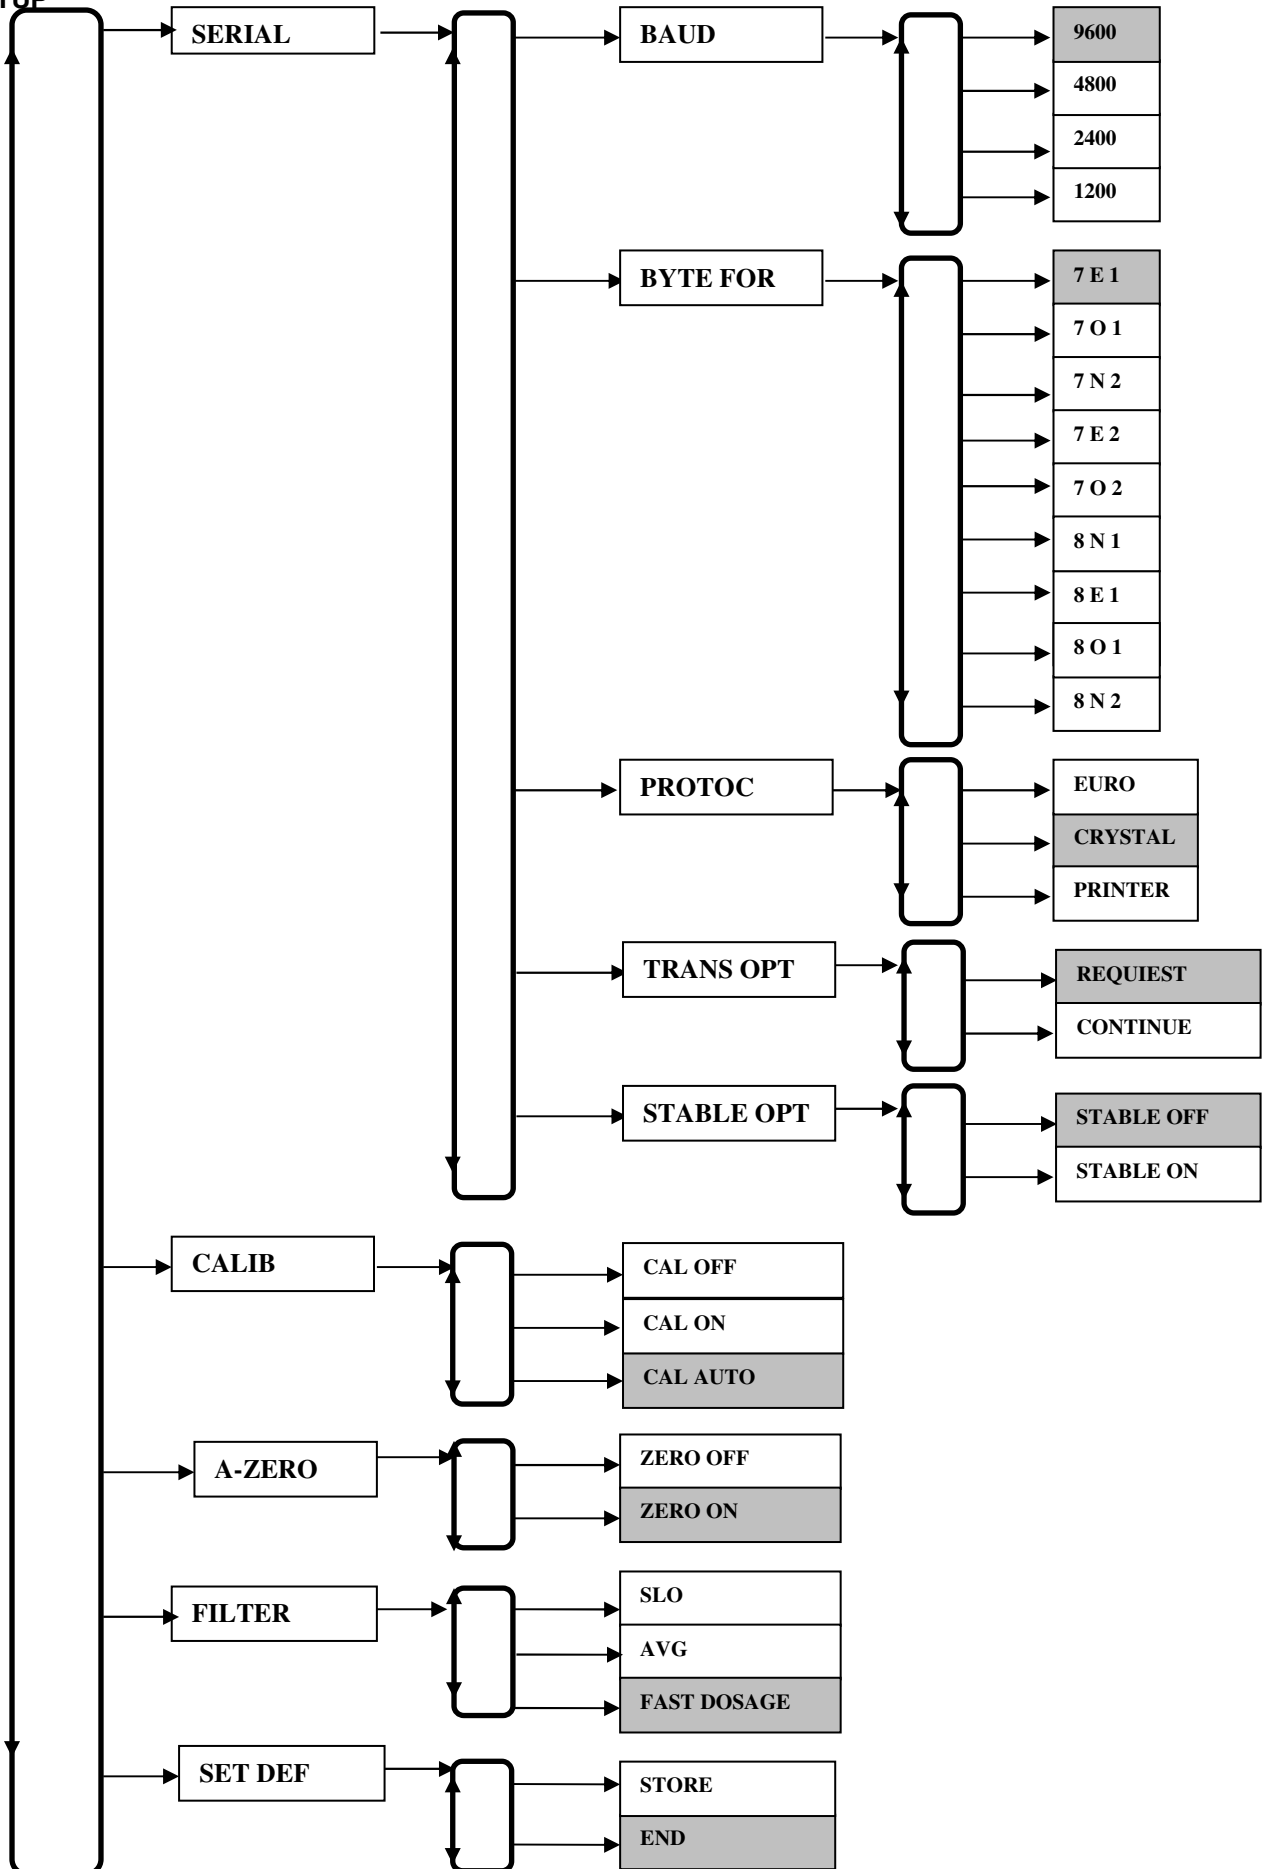 SERIAL
BAUD
9600
4800
2400
1200
BYTE FOR
7 E 1
7 O 1
7 N 2
7 E 2
7 O 2
8 N 1
8 E 1
8 O 1
8 N 2
PROTOC
EURO
CRYSTAL
PRINTER
TRANS OPT
REQUIEST
CONTINUE
STABLE OPT
STABLE OFF
STABLE ON
CALIB
CAL OFF
CAL ON
CAL AUTO
A-ZERO
ZERO OFF
ZERO ON
FILTER
SLO
AVG
FAST DOSAGE
SET DEF
STORE
END